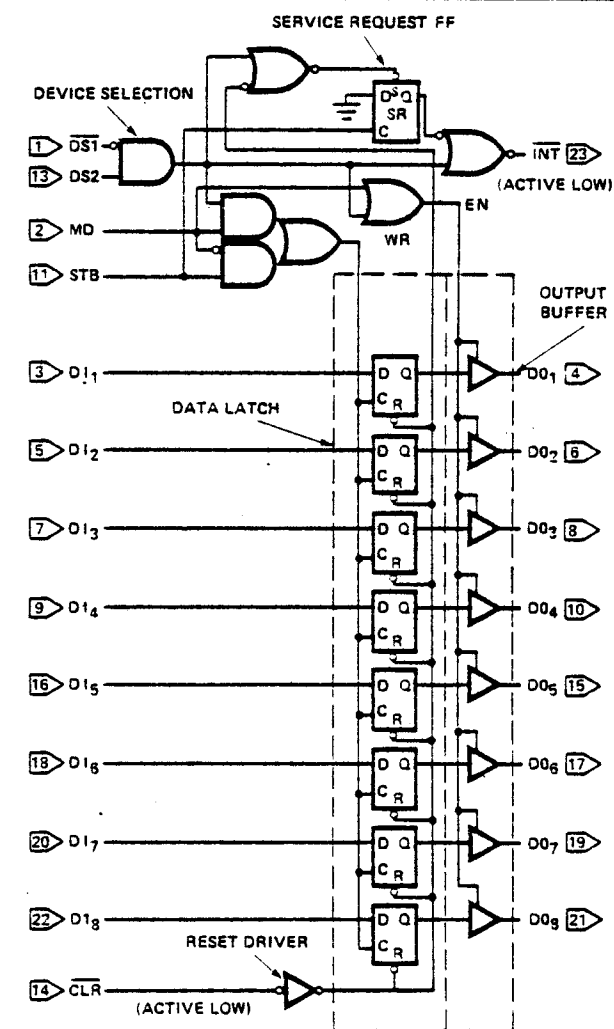 SERVICE REQUEST FF
DEVICE SELECTION
D S Q
SR
C
1 DS1
13 DS2
INT 23
(ACTIVE LOW)
2 MD
EN
WR
11 STB
OUTPUT
BUFFER
3 DI1 D Q C R DO1 4
DATA LATCH
5 DI2 D Q C R DO2 6
7 DI3 D Q C R DO3 8
9 DI4 D Q C R DO4 10
16 DI5 D Q C R DO5 15
18 DI6 D Q C R DO6 17
20 DI7 D Q C R DO7 19
22 DI8 D Q C R DO8 21
RESET DRIVER
14 CLR
(ACTIVE LOW)